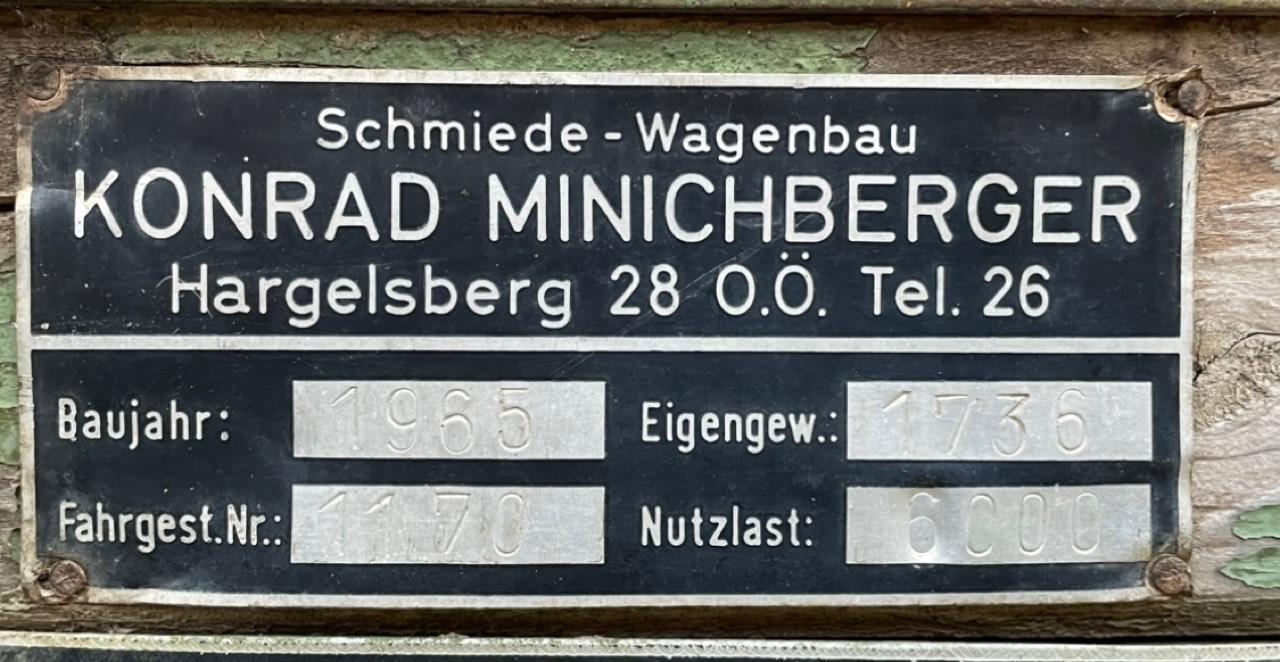 Schmiede - Wagenbau
KONRAD MINICHBERGER
Hargelsberg 28 O.Ö. Tel. 26
Baujahr: 1965 Eigengew.: 1736
Fahrgest.Nr.: 1170 Nutzlast: 6000